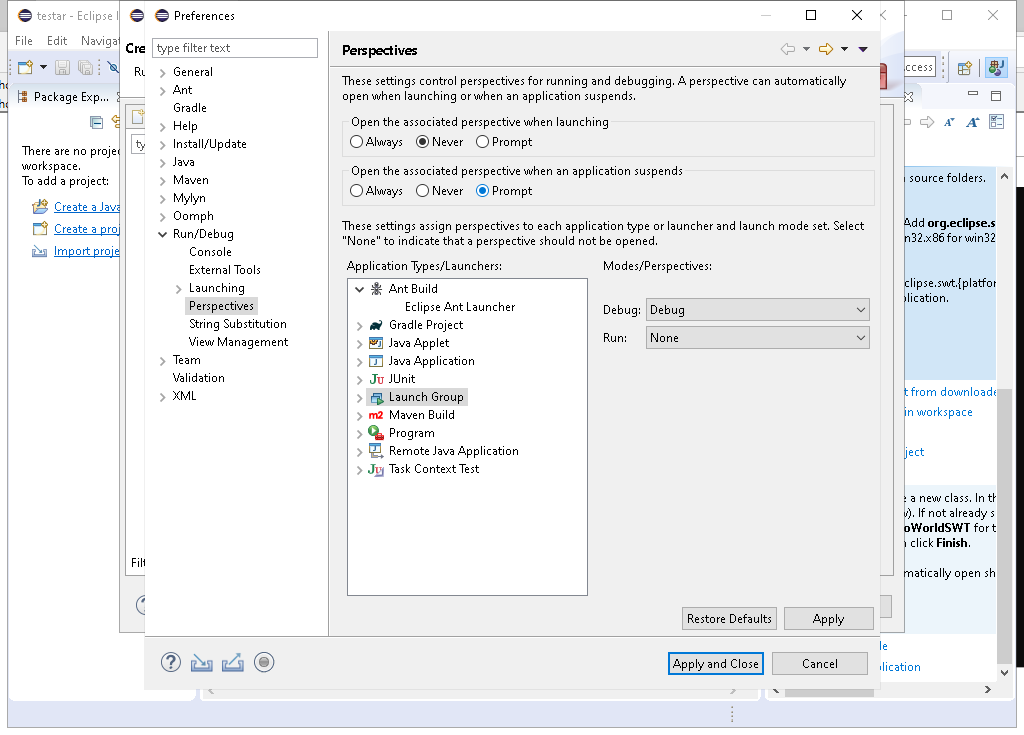 testar - Eclipse
Preferences
File Edit Navigat
Package Exp...
There are no projec
workspace.
To add a project:
Create a Java
Create a proj
Import proje
Cre
Ru
ty
Filt
type filter text
General
Ant
Gradle
Help
Install/Update
Java
Maven
Mylyn
Oomph
Run/Debug
Console
External Tools
Launching
Perspectives
String Substitution
View Management
Team
Validation
XML
Perspectives
These settings control perspectives for running and debugging. A perspective can automatically
open when launching or when an application suspends.
Open the associated perspective when launching
Always Never Prompt
Open the associated perspective when an application suspends
Always Never Prompt
These settings assign perspectives to each application type or launcher and launch mode set. Select
"None" to indicate that a perspective should not be opened.
Application Types/Launchers:
Modes/Perspectives:
Ant Build
Eclipse Ant Launcher
Gradle Project
Java Applet
Java Application
JUnit
Launch Group
Maven Build
Program
Remote Java Application
Task Context Test
Debug: Debug
Run: None
Restore Defaults Apply
Apply and Close Cancel
ccess
source folders.
Add org.eclipse.s
n32.x86 for win32
clipse.swt.{platfor
plication.
t from downloade
in workspace
ject
e a new class. In th
v). If not already s
oWorldSWT for t
n click Finish.
matically open sh
le
plication